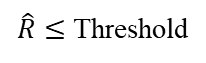 R̂ ≤ Threshold